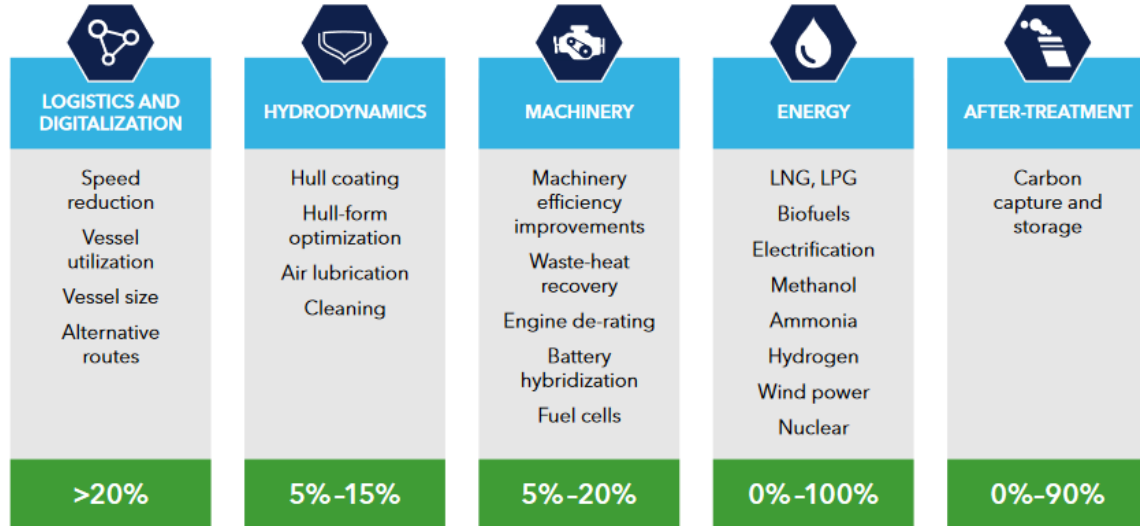 LOGISTICS AND
DIGITALIZATION
Speed
reduction
Vessel
utilization
Vessel size
Alternative
routes
>20%
HYDRODYNAMICS
Hull coating
Hull-form
optimization
Air lubrication
Cleaning
5%–15%
MACHINERY
Machinery
efficiency
improvements
Waste-heat
recovery
Engine de-rating
Battery
hybridization
Fuel cells
5%–20%
ENERGY
LNG, LPG
Biofuels
Electrification
Methanol
Ammonia
Hydrogen
Wind power
Nuclear
0%–100%
AFTER-TREATMENT
Carbon
capture and
storage
0%–90%